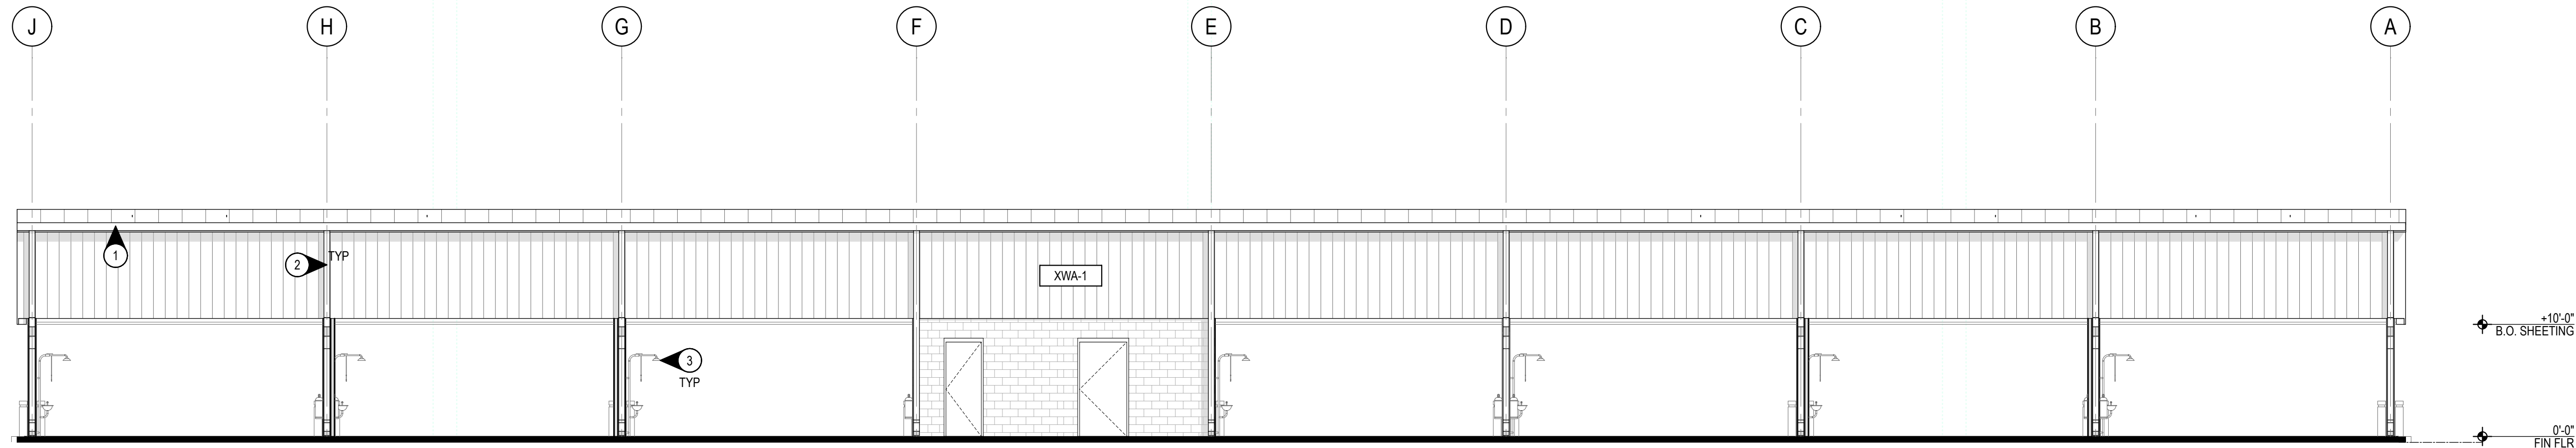 J
H
G
F
E
D
C
B
A
1
2
TYP
XWA-1
3
TYP
+10'-0"
B.O. SHEETING
0'-0"
FIN FLR